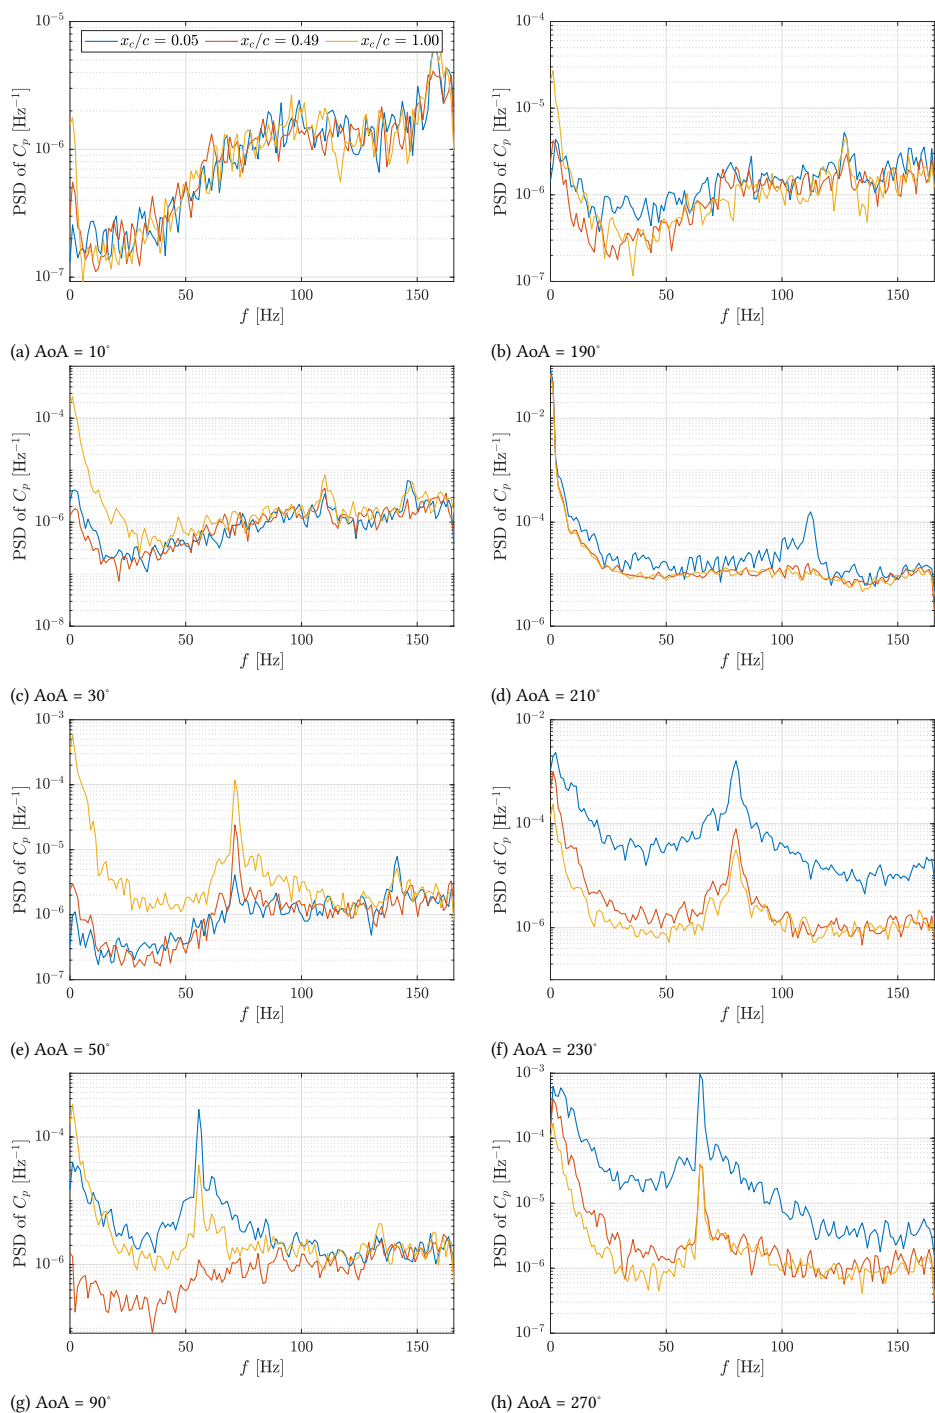 10⁻⁵
x_c/c = 0.05 x_c/c = 0.49 x_c/c = 1.00
10⁻⁶
10⁻⁷
PSD of C_p [Hz⁻¹]
0 50 100 150
f [Hz]
(a) AoA = 10°
10⁻⁴
10⁻⁵
10⁻⁶
10⁻⁷
PSD of C_p [Hz⁻¹]
0 50 100 150
f [Hz]
(b) AoA = 190°
10⁻⁴
10⁻⁶
10⁻⁸
PSD of C_p [Hz⁻¹]
0 50 100 150
f [Hz]
(c) AoA = 30°
10⁻²
10⁻⁴
10⁻⁶
PSD of C_p [Hz⁻¹]
0 50 100 150
f [Hz]
(d) AoA = 210°
10⁻³
10⁻⁴
10⁻⁵
10⁻⁶
10⁻⁷
PSD of C_p [Hz⁻¹]
0 50 100 150
f [Hz]
(e) AoA = 50°
10⁻²
10⁻⁴
10⁻⁶
PSD of C_p [Hz⁻¹]
0 50 100 150
f [Hz]
(f) AoA = 230°
10⁻⁴
10⁻⁶
PSD of C_p [Hz⁻¹]
0 50 100 150
f [Hz]
(g) AoA = 90°
10⁻³
10⁻⁴
10⁻⁵
10⁻⁶
10⁻⁷
PSD of C_p [Hz⁻¹]
0 50 100 150
f [Hz]
(h) AoA = 270°